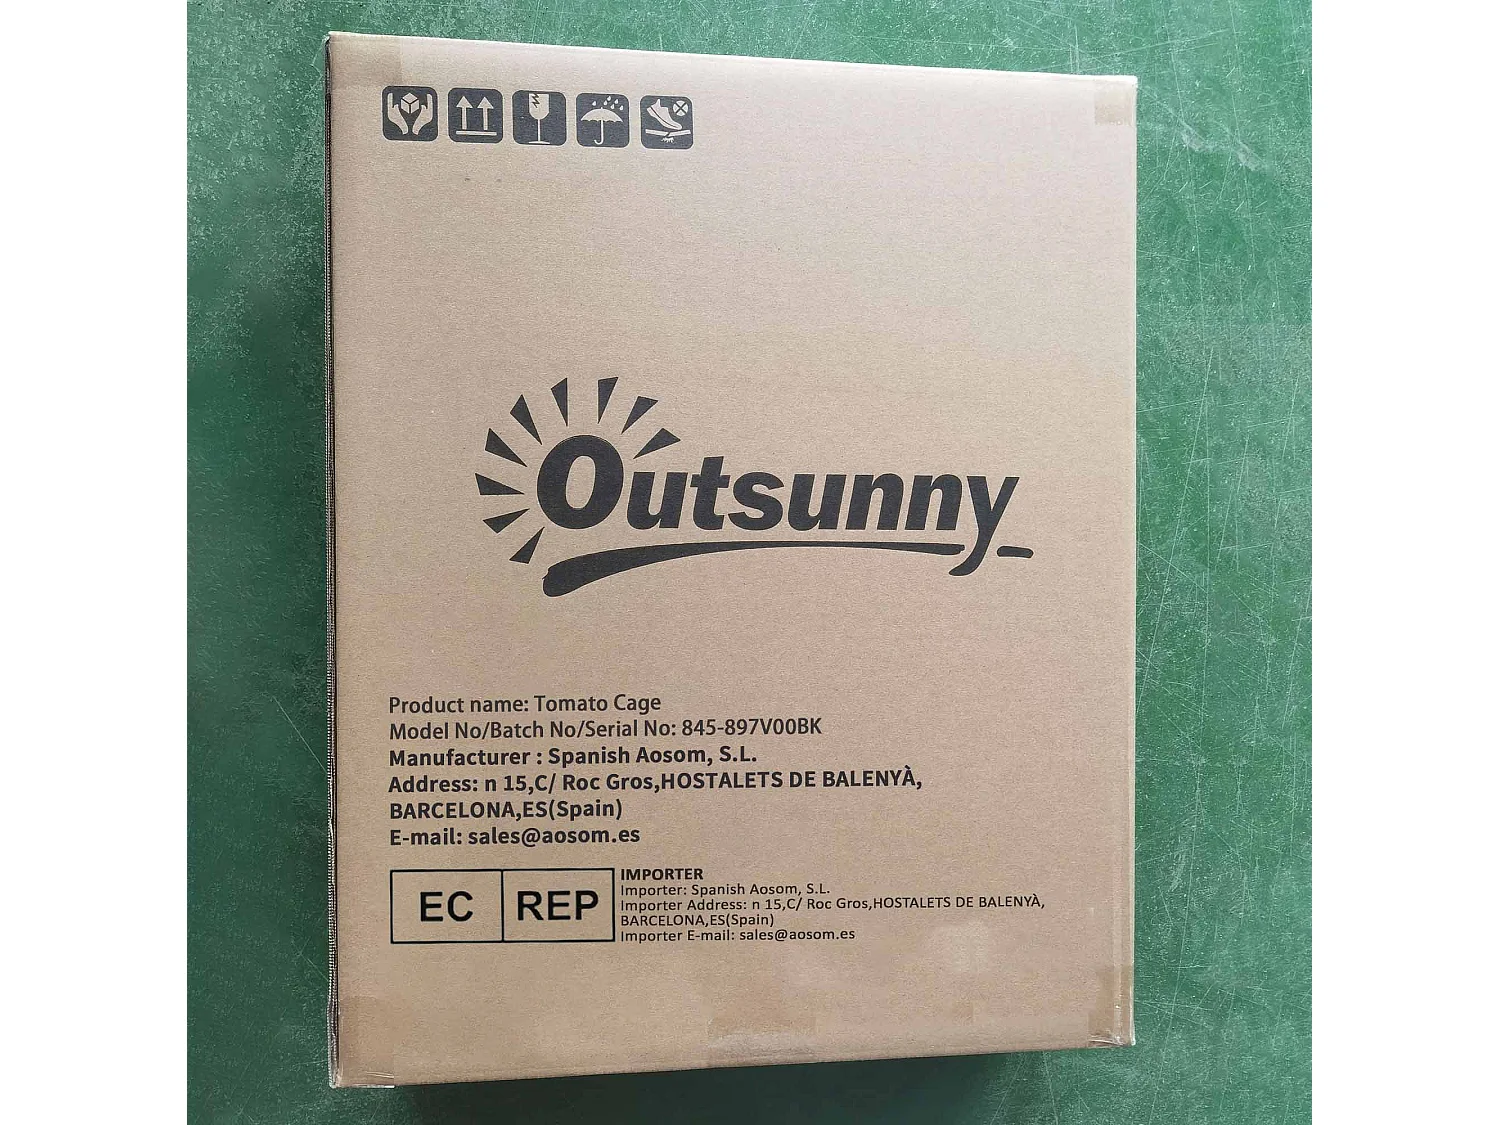 Outsunny
Product name: Tomato Cage
Model No/Batch No/Serial No: 845-897V00BK
Manufacturer : Spanish Aosom, S.L.
Address: n 15,C/ Roc Gros,HOSTALETS DE BALENYÀ,
BARCELONA,ES(Spain)
E-mail: sales@aosom.es
EC REP
IMPORTER
Importer: Spanish Aosom, S.L.
Importer Address: n 15,C/ Roc Gros,HOSTALETS DE BALENYÀ,
BARCELONA,ES(Spain)
Importer E-mail: sales@aosom.es